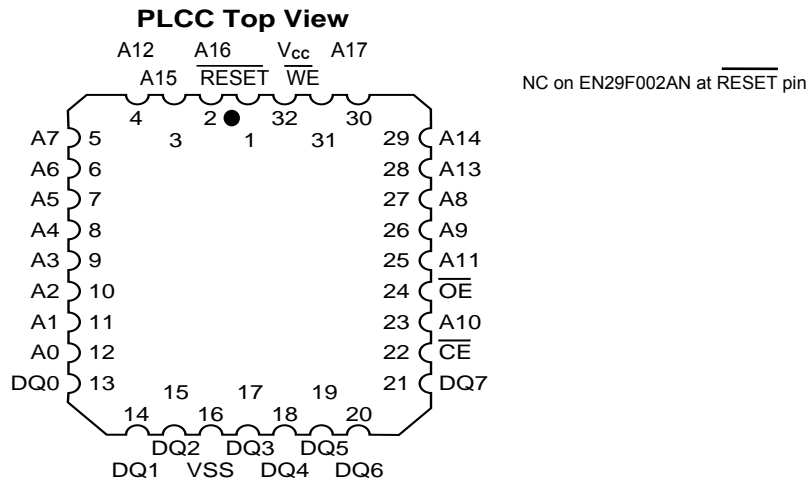 PLCC Top View
A12 A16 Vcc A17
A15 RESET WE
NC on EN29F002AN at RESET pin
4 2 32 30
3 1 31
A7 5 29 A14
A6 6 28 A13
A5 7 27 A8
A4 8 26 A9
A3 9 25 A11
A2 10 24 OE
A1 11 23 A10
A0 12 22 CE
DQ0 13 21 DQ7
15 17 19
14 16 18 20
DQ2 DQ3 DQ5
DQ1 VSS DQ4 DQ6